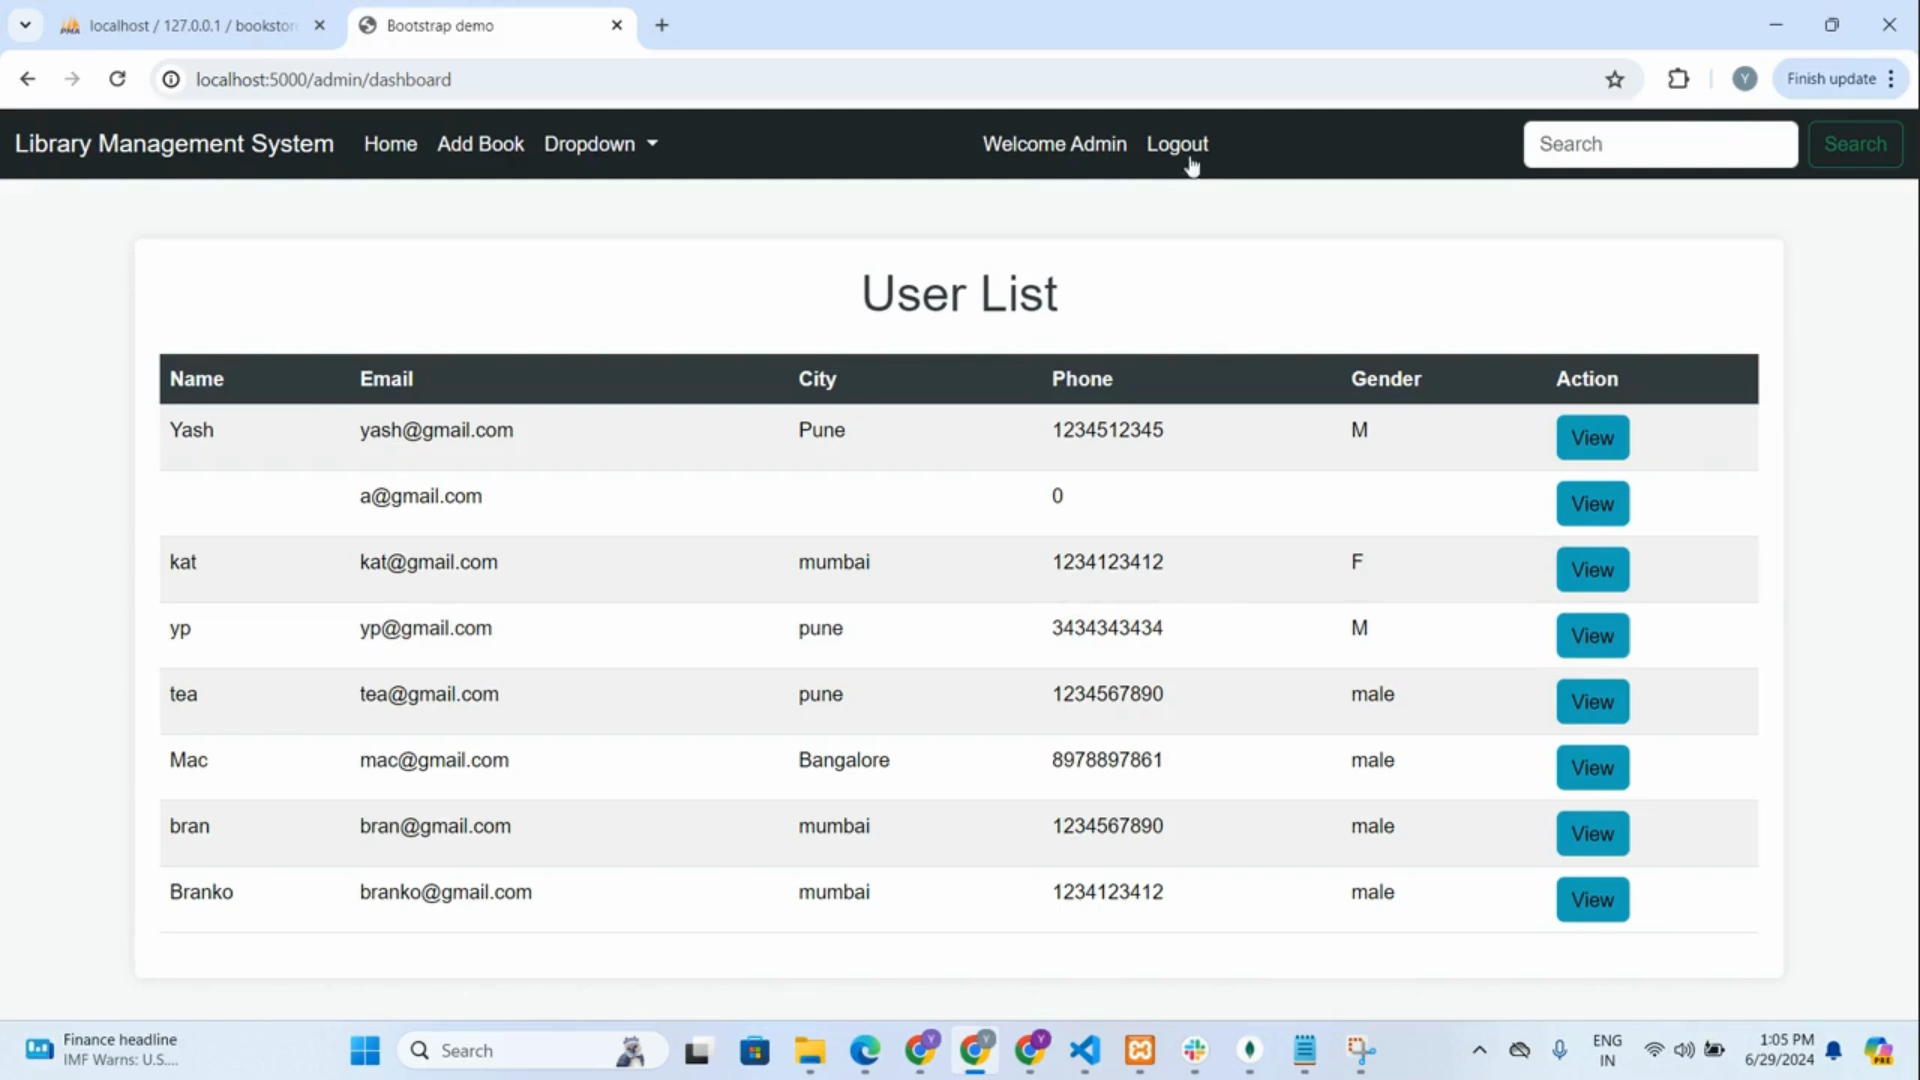 localhost / 127.0.0.1 / bookstor
Bootstrap demo
localhost:5000/admin/dashboard
Y
Finish update
Library Management System Home Add Book Dropdown Welcome Admin Logout Search Search
User List
Name Email City Phone Gender Action
Yash yash@gmail.com Pune 1234512345 M View
a@gmail.com 0 View
kat kat@gmail.com mumbai 1234123412 F View
yp yp@gmail.com pune 3434343434 M View
tea tea@gmail.com pune 1234567890 male View
Mac mac@gmail.com Bangalore 8978897861 male View
bran bran@gmail.com mumbai 1234567890 male View
Branko branko@gmail.com mumbai 1234123412 male View
Finance headline
IMF Warns: U.S....
Search
ENG
IN
1:05 PM
6/29/2024
PRE